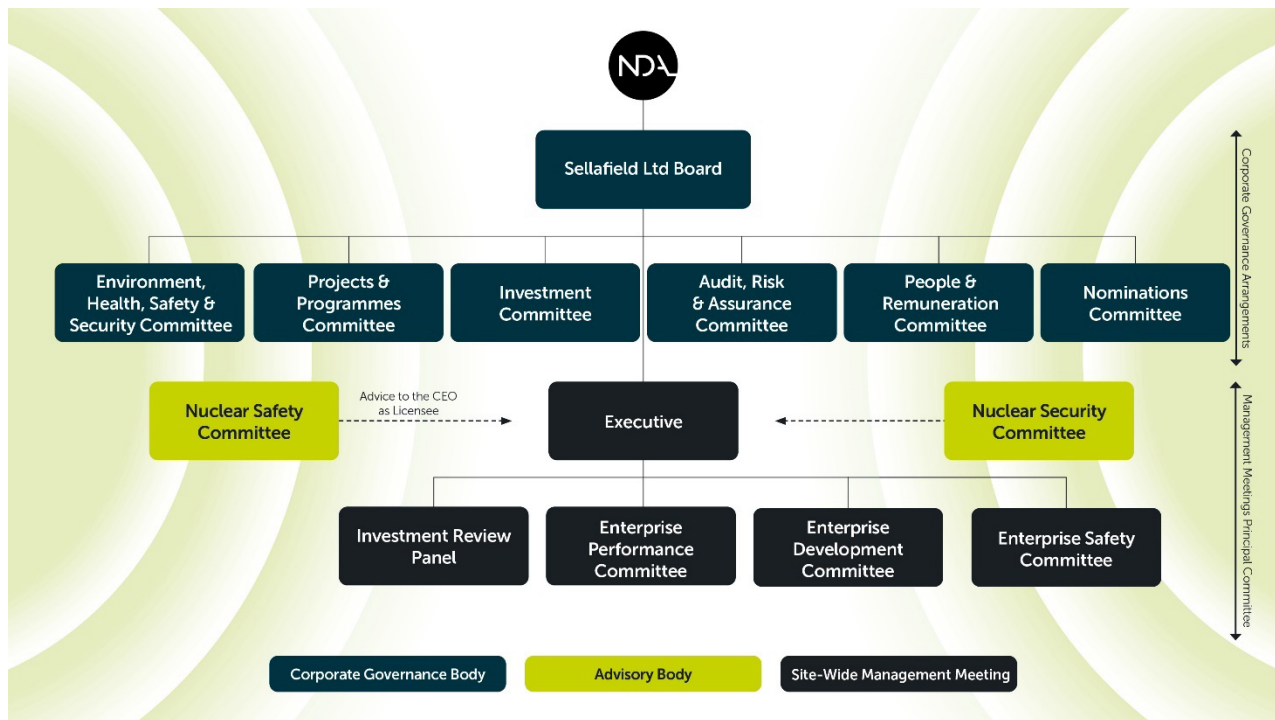 NDA
Sellafield Ltd Board
Corporate Governance Arrangements
Environment,
Health, Safety &
Security Committee
Projects &
Programmes
Committee
Investment
Committee
Audit, Risk
& Assurance
Committee
People &
Remuneration
Committee
Nominations
Committee
Nuclear Safety
Committee
Advice to the CEO
as Licensee
Executive
Nuclear Security
Committee
Management Meetings Principal Committee
Investment Review
Panel
Enterprise
Performance
Committee
Enterprise
Development
Committee
Enterprise Safety
Committee
Corporate Governance Body
Advisory Body
Site-Wide Management Meeting